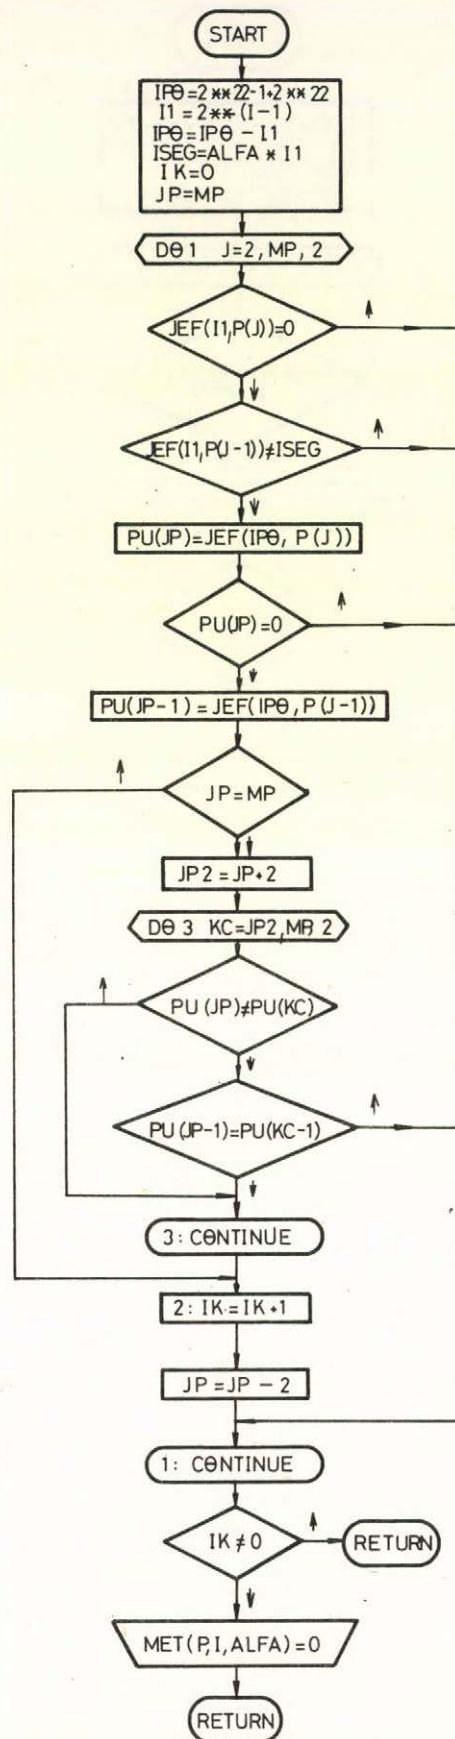 START
IPθ=2**22-1+2**22
I1=2**(I-1)
IPθ=IPθ-I1
ISEG=ALFA*I1
IK=0
JP=MP
Dθ1 J=2,MP,2
JEF(I1,P(J))=0
JEF(I1,P(J-1))≠ISEG
PU(JP)=JEF(IPθ,P(J))
PU(JP)=0
PU(JP-1)=JEF(IPθ,P(J-1))
JP=MP
JP2=JP+2
Dθ3 KC=JP2,MP,2
PU(JP)≠PU(KC)
PU(JP-1)=PU(KC-1)
3: CθNTINUE
2: IK=IK+1
JP=JP-2
1: CθNTINUE
IK≠0
RETURN
MET(P,I,ALFA)=0
RETURN